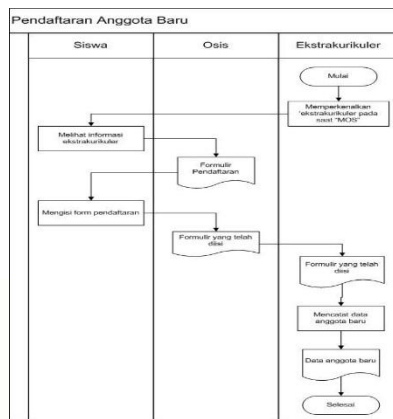 Pendaftaran Anggota Baru
Siswa
Osis
Ekstrakurikuler
Mulai
Memperkenalkan
"ekstrakurikuler pada
saat "MOS"
Melihat informasi
ekstrakurikuler
Formulir
Pendaftaran
Mengisi form pendaftaran
Formulir yang telah
diisi
Formulir yang telah
diisi
Mencatat data
anggota baru
Data anggota baru
Selesai